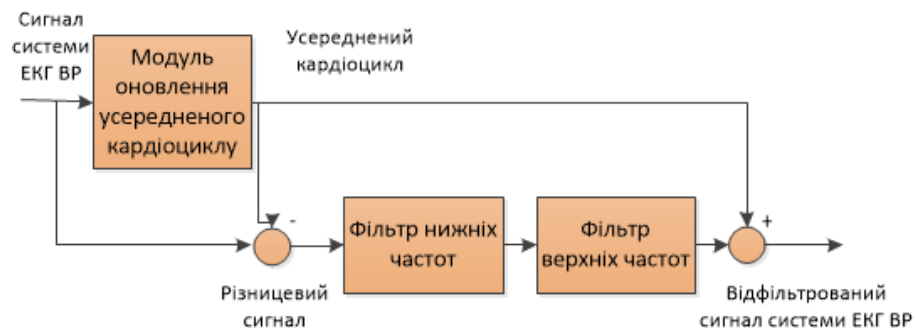 Сигнал
системи
ЕКГ ВР
Модуль
оновлення
усередненого
кардіоциклу
Усереднений
кардіоцикл
-
+
Фільтр нижніх
частот
Фільтр
верхніх частот
Різницевий
сигнал
Відфільтрований
сигнал системи ЕКГ ВР